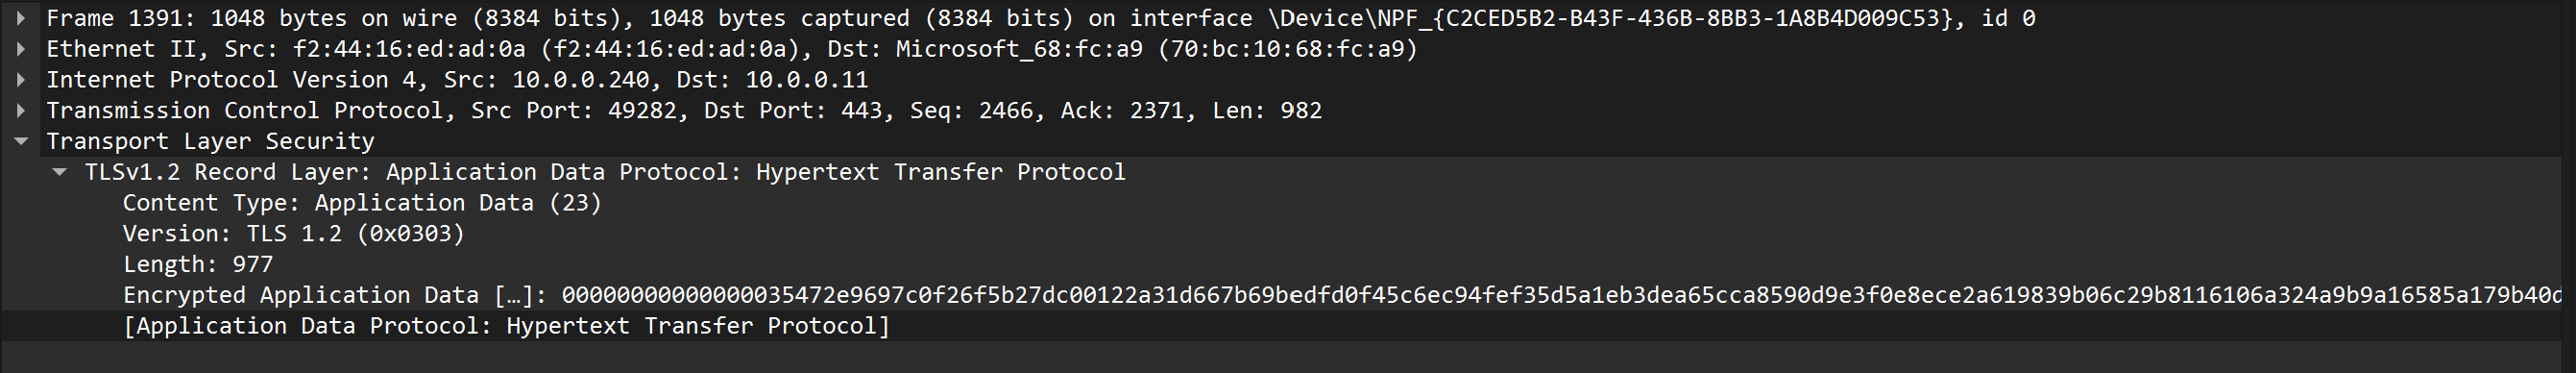 Frame 1391: 1048 bytes on wire (8384 bits), 1048 bytes captured (8384 bits) on interface \Device\NPF_{C2CED5B2-B43F-436B-8BB3-1A8B4D009C53}, id 0
Ethernet II, Src: f2:44:16:ed:ad:0a (f2:44:16:ed:ad:0a), Dst: Microsoft_68:fc:a9 (70:bc:10:68:fc:a9)
Internet Protocol Version 4, Src: 10.0.0.240, Dst: 10.0.0.11
Transmission Control Protocol, Src Port: 49282, Dst Port: 443, Seq: 2466, Ack: 2371, Len: 982
Transport Layer Security
TLSv1.2 Record Layer: Application Data Protocol: Hypertext Transfer Protocol
Content Type: Application Data (23)
Version: TLS 1.2 (0x0303)
Length: 977
Encrypted Application Data […]: 00000000000000035472e9697c0f26f5b27dc00122a31d667b69bedfd0f45c6ec94fef35d5a1eb3dea65cca8590d9e3f0e8ece2a619839b06c29b8116106a324a9b9a16585a179b40d
[Application Data Protocol: Hypertext Transfer Protocol]